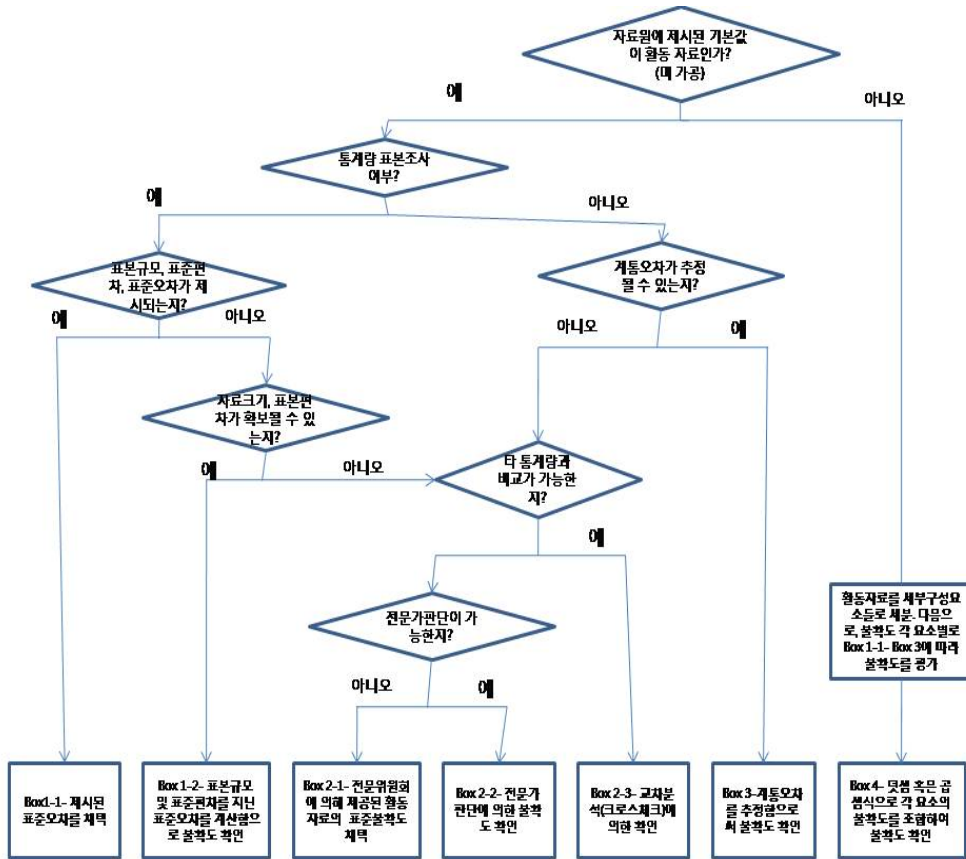 자료원에 제시된 기본값
이 활동 자료인가?
(미 가공)
예
아니오
통계량 표본조사
여부?
예
아니오
표본규모, 표준편
차, 표준오차가 제
시되는지?
계통오차가 추정
될 수 있는지?
예
아니오
아니오
예
자료크기, 표본편
차가 확보될 수 있
는지?
예
아니오
타 통계량과
비교가 가능한
지?
예
전문가판단이 가
능한지?
아니오
예
활동자료를 세부구성요
소들로 세분. 다음으
로, 불확도 각 요소별로
Box 1-1- Box 3에 따라
불확도를 평가
Box1-1- 제시된
표준오차를 채택
Box 1-2- 표본규모
및 표준편차를 지닌
표준오차를 계산함으
로 불확도 확인
Box 2-1- 전문위원회
에 의해 제공된 활동
자료의 표준불확도
채택
Box 2-2- 전문가
판단에 의한 불확
도 확인
Box 2-3- 교차분
석(크로스체크)에
의한 확인
Box 3-계통오차
를 추정함으로
써 불확도 확인
Box 4- 덧셈 혹은 곱
셈식으로 각 요소의
불확도를 조합하여
불확도 확인